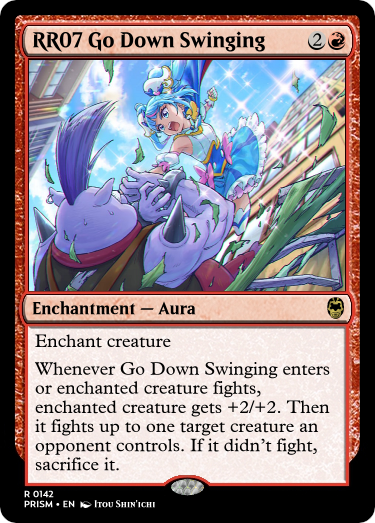 RR07 Go Down Swinging 2
Enchantment — Aura
Enchant creature
Whenever Go Down Swinging enters
or enchanted creature fights,
enchanted creature gets +2/+2. Then
it fights up to one target creature an
opponent controls. If it didn't fight,
sacrifice it.
R 0142
PRISM • EN Itou Shin'ichi